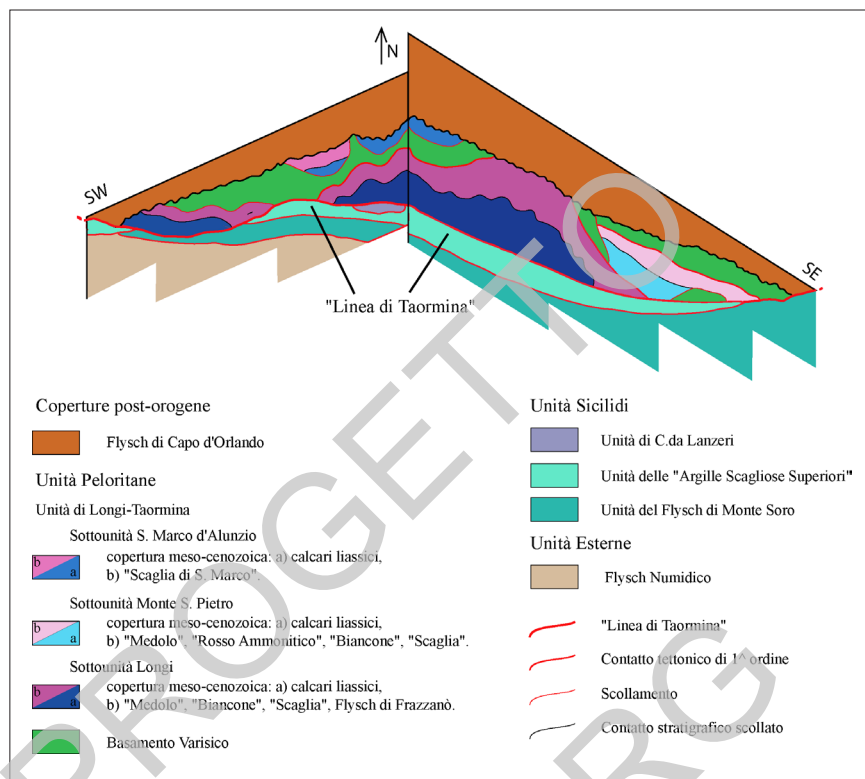 N
SW
SE
"Linea di Taormina"
Coperture post-orogene
Flysch di Capo d'Orlando
Unità Peloritane
Unità di Longi-Taormina
Sottounità S. Marco d'Alunzio
b a
copertura meso-cenozoica: a) calcari liassici,
b) "Scaglia di S. Marco".
Sottounità Monte S. Pietro
b a
copertura meso-cenozoica: a) calcari liassici,
b) "Medolo", "Rosso Ammonitico", "Biancone", "Scaglia".
Sottounità Longi
b a
copertura meso-cenozoica: a) calcari liassici,
b) "Medolo", "Biancone", "Scaglia", Flysch di Frazzanò.
Basamento Varisico
Unità Sicilidi
Unità di C.da Lanzeri
Unità delle "Argille Scagliose Superiori"
Unità del Flysch di Monte Soro
Unità Esterne
Flysch Numidico
"Linea di Taormina"
Contatto tettonico di 1^ ordine
Scollamento
Contatto stratigrafico scollato
PROGETTO
RG